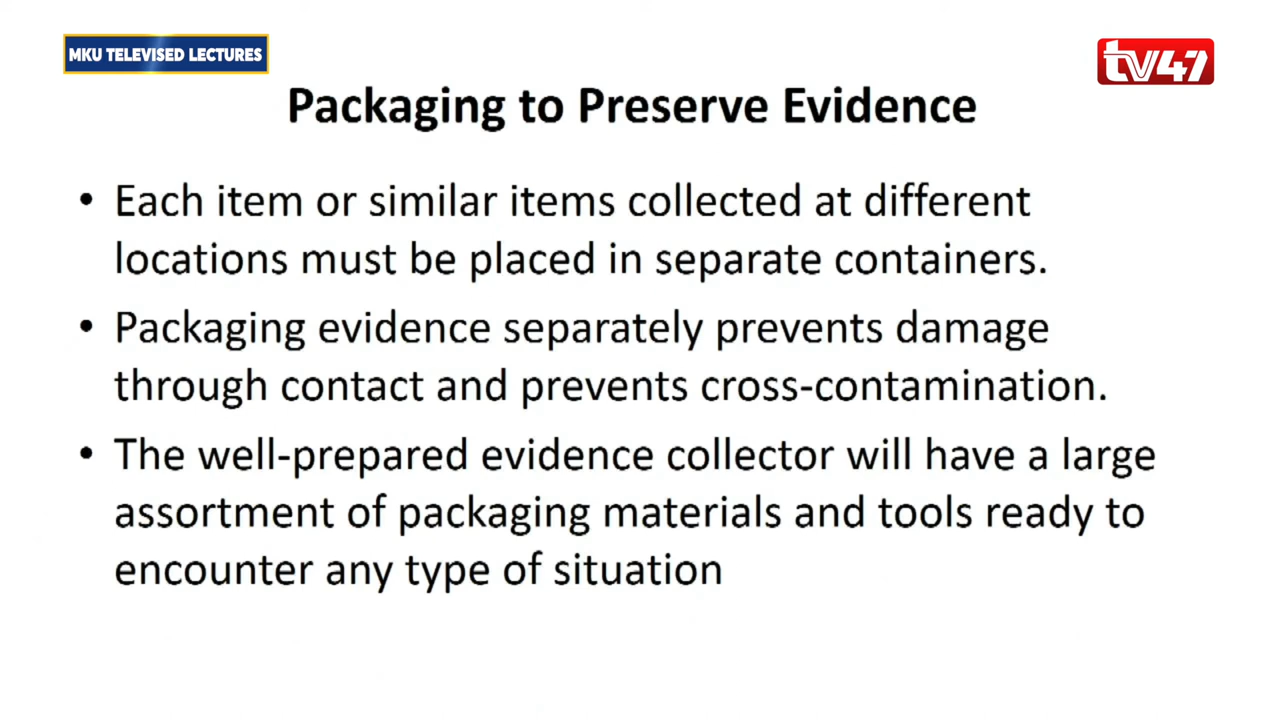 MKU TELEVISED LECTURES
tv47
Packaging to Preserve Evidence
• Each item or similar items collected at different
locations must be placed in separate containers.
• Packaging evidence separately prevents damage
through contact and prevents cross-contamination.
• The well-prepared evidence collector will have a large
assortment of packaging materials and tools ready to
encounter any type of situation